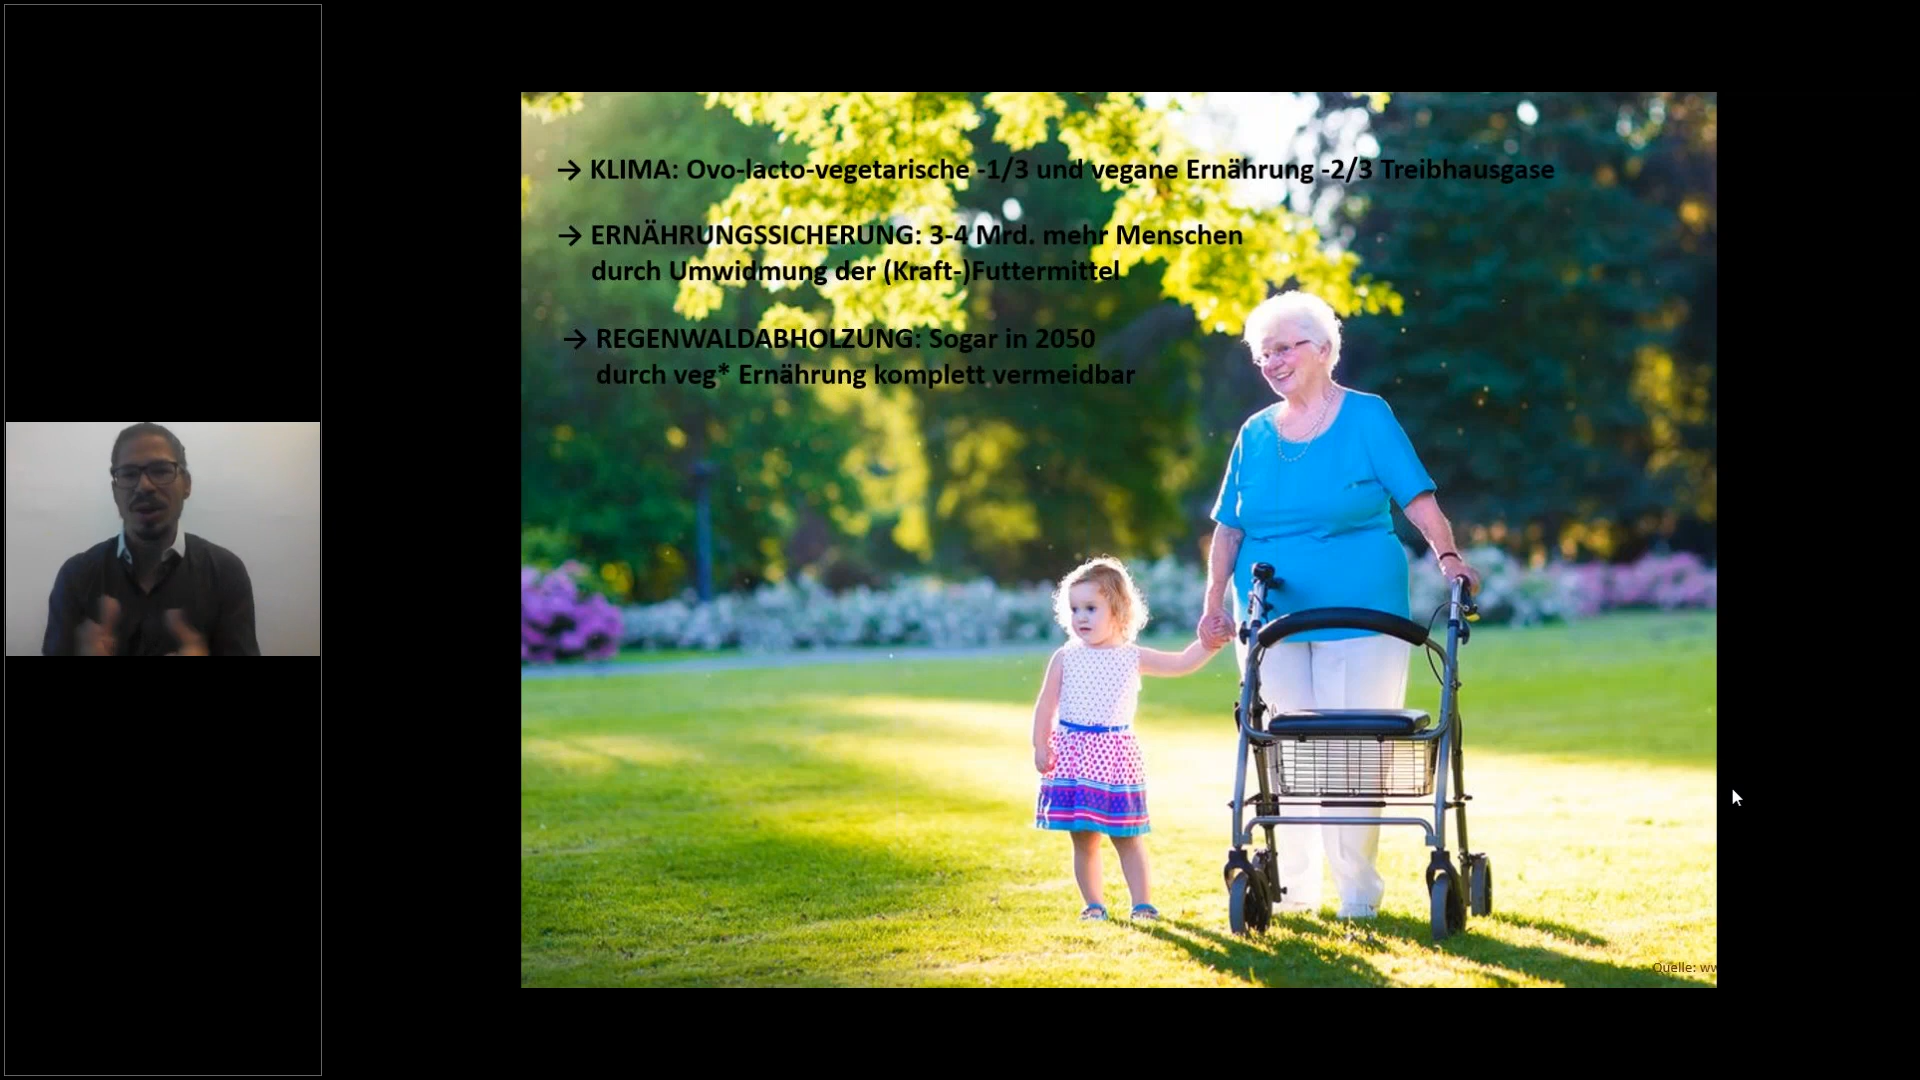 → KLIMA: Ovo-lacto-vegetarische -1/3 und vegane Ernährung -2/3 Treibhausgase
→ ERNÄHRUNGSSICHERUNG: 3-4 Mrd. mehr Menschen
durch Umwidmung der (Kraft-)Futtermittel
→ REGENWALDABHOLZUNG: Sogar in 2050
durch veg* Ernährung komplett vermeidbar
Quelle: